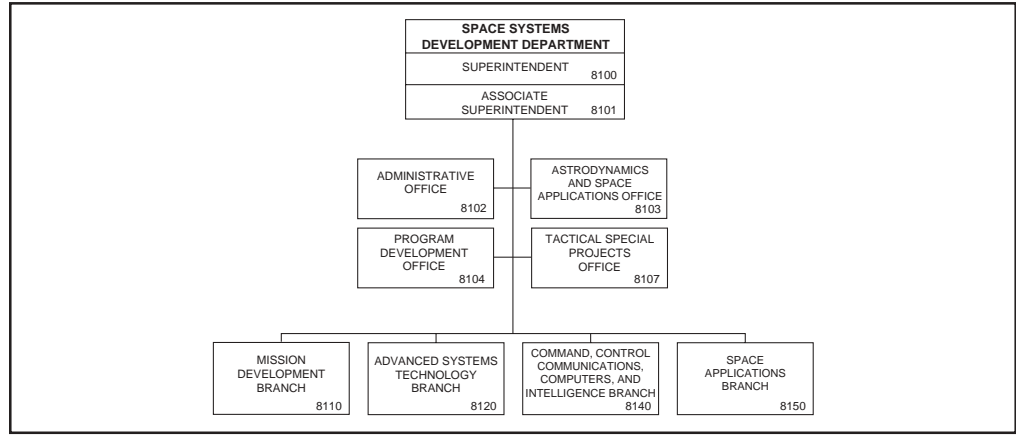 SPACE SYSTEMS
DEVELOPMENT DEPARTMENT
SUPERINTENDENT
8100
ASSOCIATE
SUPERINTENDENT
8101
ADMINISTRATIVE
OFFICE
8102
ASTRODYNAMICS
AND SPACE
APPLICATIONS OFFICE
8103
PROGRAM
DEVELOPMENT
OFFICE
8104
TACTICAL SPECIAL
PROJECTS
OFFICE
8107
MISSION
DEVELOPMENT
BRANCH
8110
ADVANCED SYSTEMS
TECHNOLOGY
BRANCH
8120
COMMAND, CONTROL
COMMUNICATIONS,
COMPUTERS, AND
INTELLIGENCE BRANCH
8140
SPACE
APPLICATIONS
BRANCH
8150